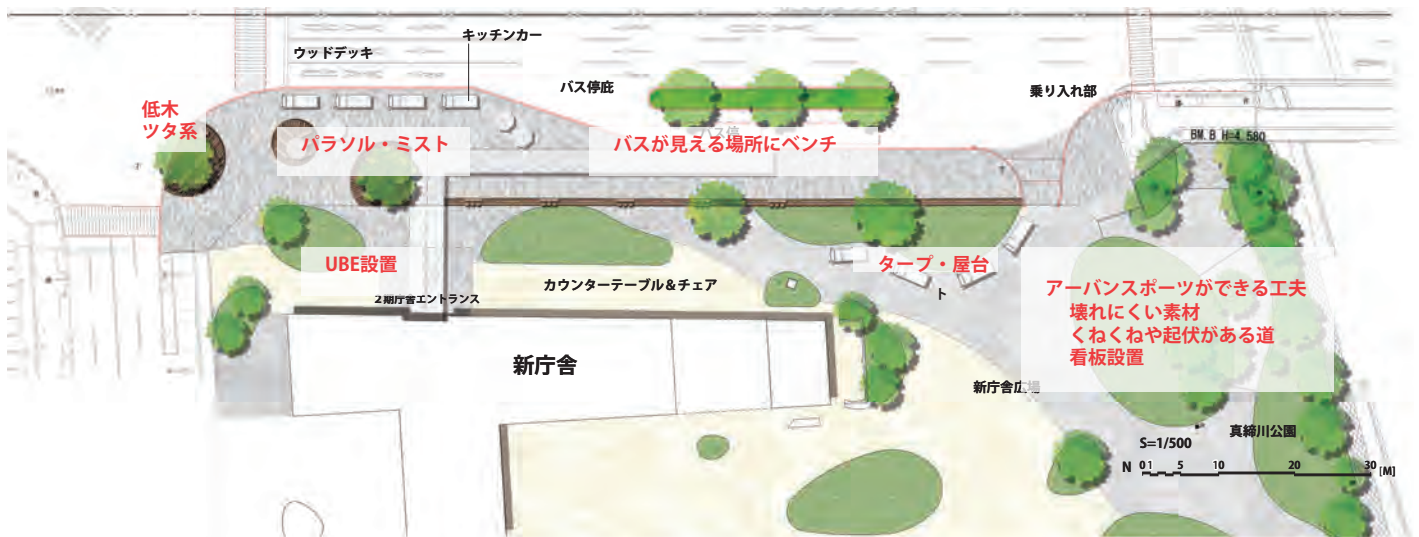 キッチンカー
ウッドデッキ
バス停庇
乗り入れ部
低木
ツタ系
パラソル・ミスト
バス停
バスが見える場所にベンチ
BM. B H=4 580
UBE設置
タープ・屋台
カウンターテーブル＆チェア
ト
2期庁舎エントランス
アーバンスポーツができる工夫
壊れにくい素材
くねくねや起伏がある道
看板設置
新庁舎
新庁舎広場
真締川公園
S=1/500
N 0 1 5 10 20 30 [M]